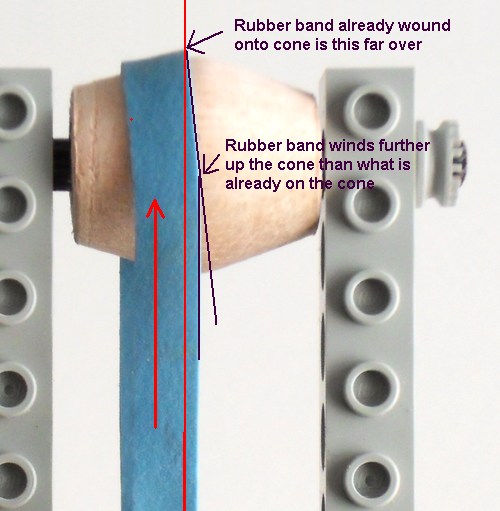 Rubber band already wound
onto cone is this far over
Rubber band winds further
up the cone than what is
already on the cone